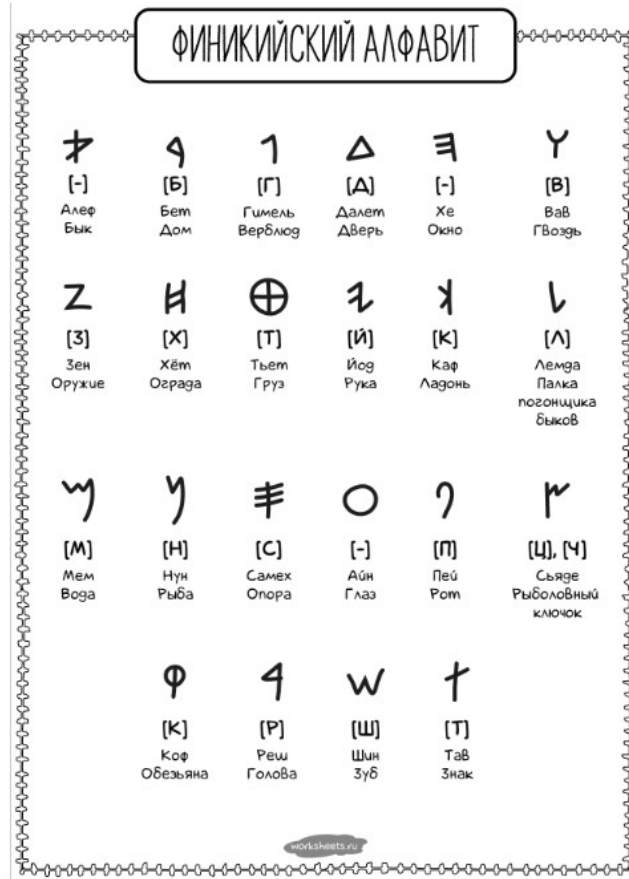 ФИНИКИЙСКИЙ АЛФАВИТ
𐤀 𐤁 𐤂 𐤃 𐤄 𐤅
[-] [Б] [Г] [Д] [-] [В]
Алеф Бет Гимель Далет Хе Вав
Бык Дом Верблюд Дверь Окно Гвоздь
𐤆 𐤇 𐤈 𐤉 𐤊 𐤋
[З] [Х] [Т] [Й] [К] [Л]
Зен Хёт Тьет Йод Каф Лемда
Оружие Ограда Груз Рука Ладонь Палка
погонщика
быков
𐤌 𐤍 𐤎 𐤏 𐤐 𐤑
[М] [Н] [С] [-] [П] [Ц], [Ч]
Мем Нун Самех Айн Пей Сьяде
Вода Рыба Опора Глаз Рот Рыболовный
ключок
𐤒 𐤓 𐤔 𐤕
[К] [Р] [Ш] [Т]
Коф Реш Шин Тав
Обезьяна Голова Зуб Знак
worksheets.ru